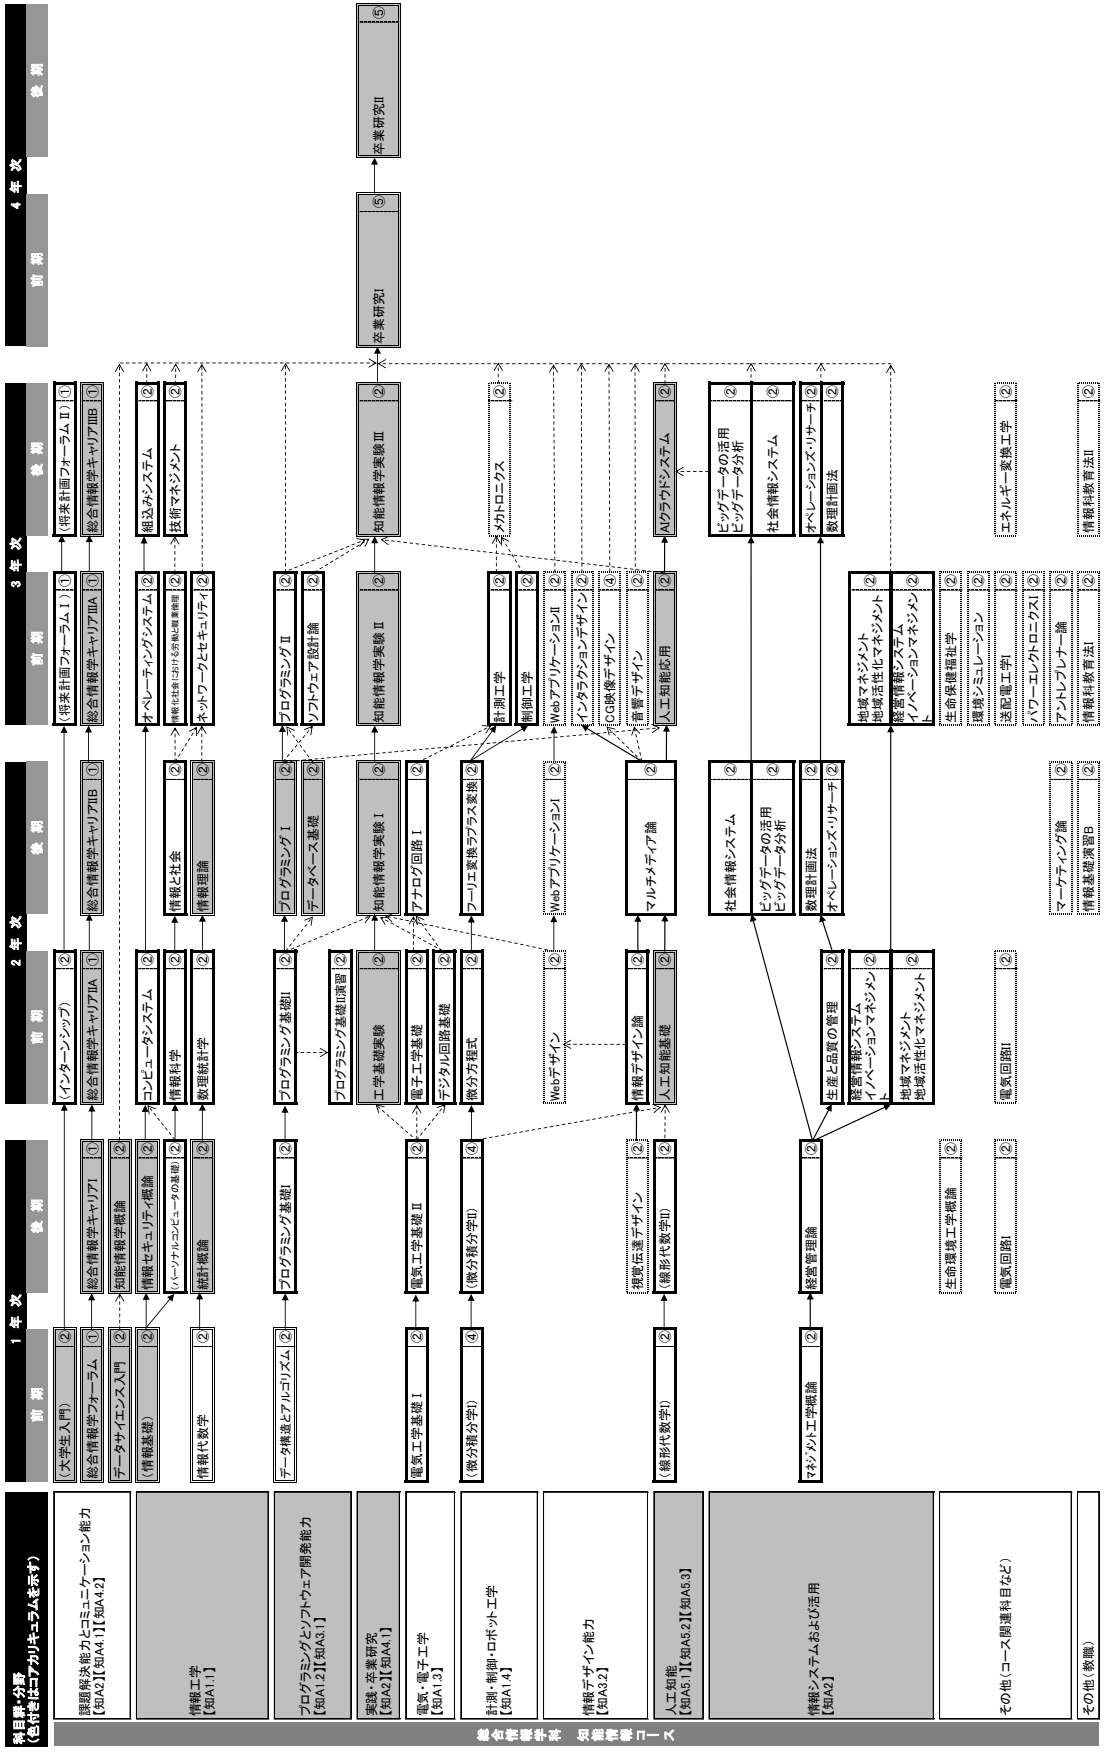 科目群・分野
(色付きはコアカリキュラムを示す)
1 年 次
2 年 次
3 年 次
4 年 次
前 期
後 期
前 期
後 期
前 期
後 期
前 期
後 期
総合情報学科 知能情報コース
課題解決能力とコミュニケーション能力
【知A2】【知A4.1】【知A4.2】
(大学生入門) ②
(インターンシップ) ②
(将来計画フォーラムⅠ) ①
(将来計画フォーラムⅡ) ①
総合情報学フォーラム ①
総合情報学キャリアI ①
総合情報学キャリアⅡA ①
総合情報学キャリアⅡB ①
総合情報学キャリアⅢA ①
総合情報学キャリアⅢB ①
データサイエンス入門 ②
知能情報学概論 ②
情報工学
【知A1.1】
(情報基礎) ②
情報セキュリティ概論 ②
コンピュータシステム ②
オペレーティングシステム ②
組込みシステム ②
(パーソナルコンピュータの基礎) ②
情報科学 ②
情報と社会 ②
情報化社会における労働と職業倫理 ②
技術マネジメント ②
情報代数学 ②
統計概論 ②
数理統計学 ②
情報理論 ②
ネットワークとセキュリティ ②
プログラミングとソフトウェア開発能力
【知A1.2】【知A3.1】
データ構造とアルゴリズム ②
プログラミング基礎I ②
プログラミング基礎II ②
プログラミングⅠ ②
プログラミングⅡ ②
データベース基礎 ②
ソフトウェア設計論 ②
プログラミング基礎II演習 ②
実践・卒業研究
【知A2】【知A4.1】
工学基礎実験 ②
知能情報学実験Ⅰ ②
知能情報学実験Ⅱ ②
知能情報学実験Ⅲ ②
卒業研究I ⑤
卒業研究II ⑤
電気・電子工学
【知A1.3】
電気工学基礎Ⅰ ②
電気工学基礎Ⅱ ②
電子工学基礎 ②
アナログ回路Ⅰ ②
デジタル回路基礎 ②
計測・制御・ロボット工学
【知A1.4】
(微分積分学I) ④
(微分積分学II) ④
微分方程式 ②
フーリエ変換ラプラス変換 ②
計測工学 ②
制御工学 ②
メカトロニクス ②
情報デザイン能力
【知A3.2】
Webデザイン ②
WebアプリケーションI ②
WebアプリケーションII ②
インタラクションデザイン ②
CG映像デザイン ④
視覚伝達デザイン ②
情報デザイン論 ②
マルチメディア論 ②
音響デザイン ②
人工知能
【知A5.1】【知A5.2】【知A5.3】
(線形代数学I) ②
(線形代数学II) ②
人工知能基礎 ②
人工知能応用 ②
AIクラウドシステム ②
情報システムおよび活用
【知A2】
社会情報システム ②
ビッグデータの活用
ビッグデータ分析 ②
ビッグデータの活用
ビッグデータ分析 ②
社会情報システム ②
マネジメント工学概論 ②
経営管理論 ②
生産と品質の管理 ②
数理計画法 ②
オペレーションズ・リサーチ ②
オペレーションズ・リサーチ ②
数理計画法 ②
経営情報システム
イノベーションマネジメント ②
地域マネジメント
地域活性化マネジメント ②
地域マネジメント
地域活性化マネジメント ②
経営情報システム
イノベーションマネジメント ②
その他(コース関連科目など)
生命環境工学概論 ②
生命保健福祉学 ②
環境シミュレーション ②
電気回路I ②
電気回路II ②
送配電工学I ②
エネルギー変換工学 ②
パワーエレクトロニクスI ②
マーケティング論 ②
アントレプレナー論 ②
その他(教職)
情報基礎演習B ②
情報科教育法I ②
情報科教育法II ②